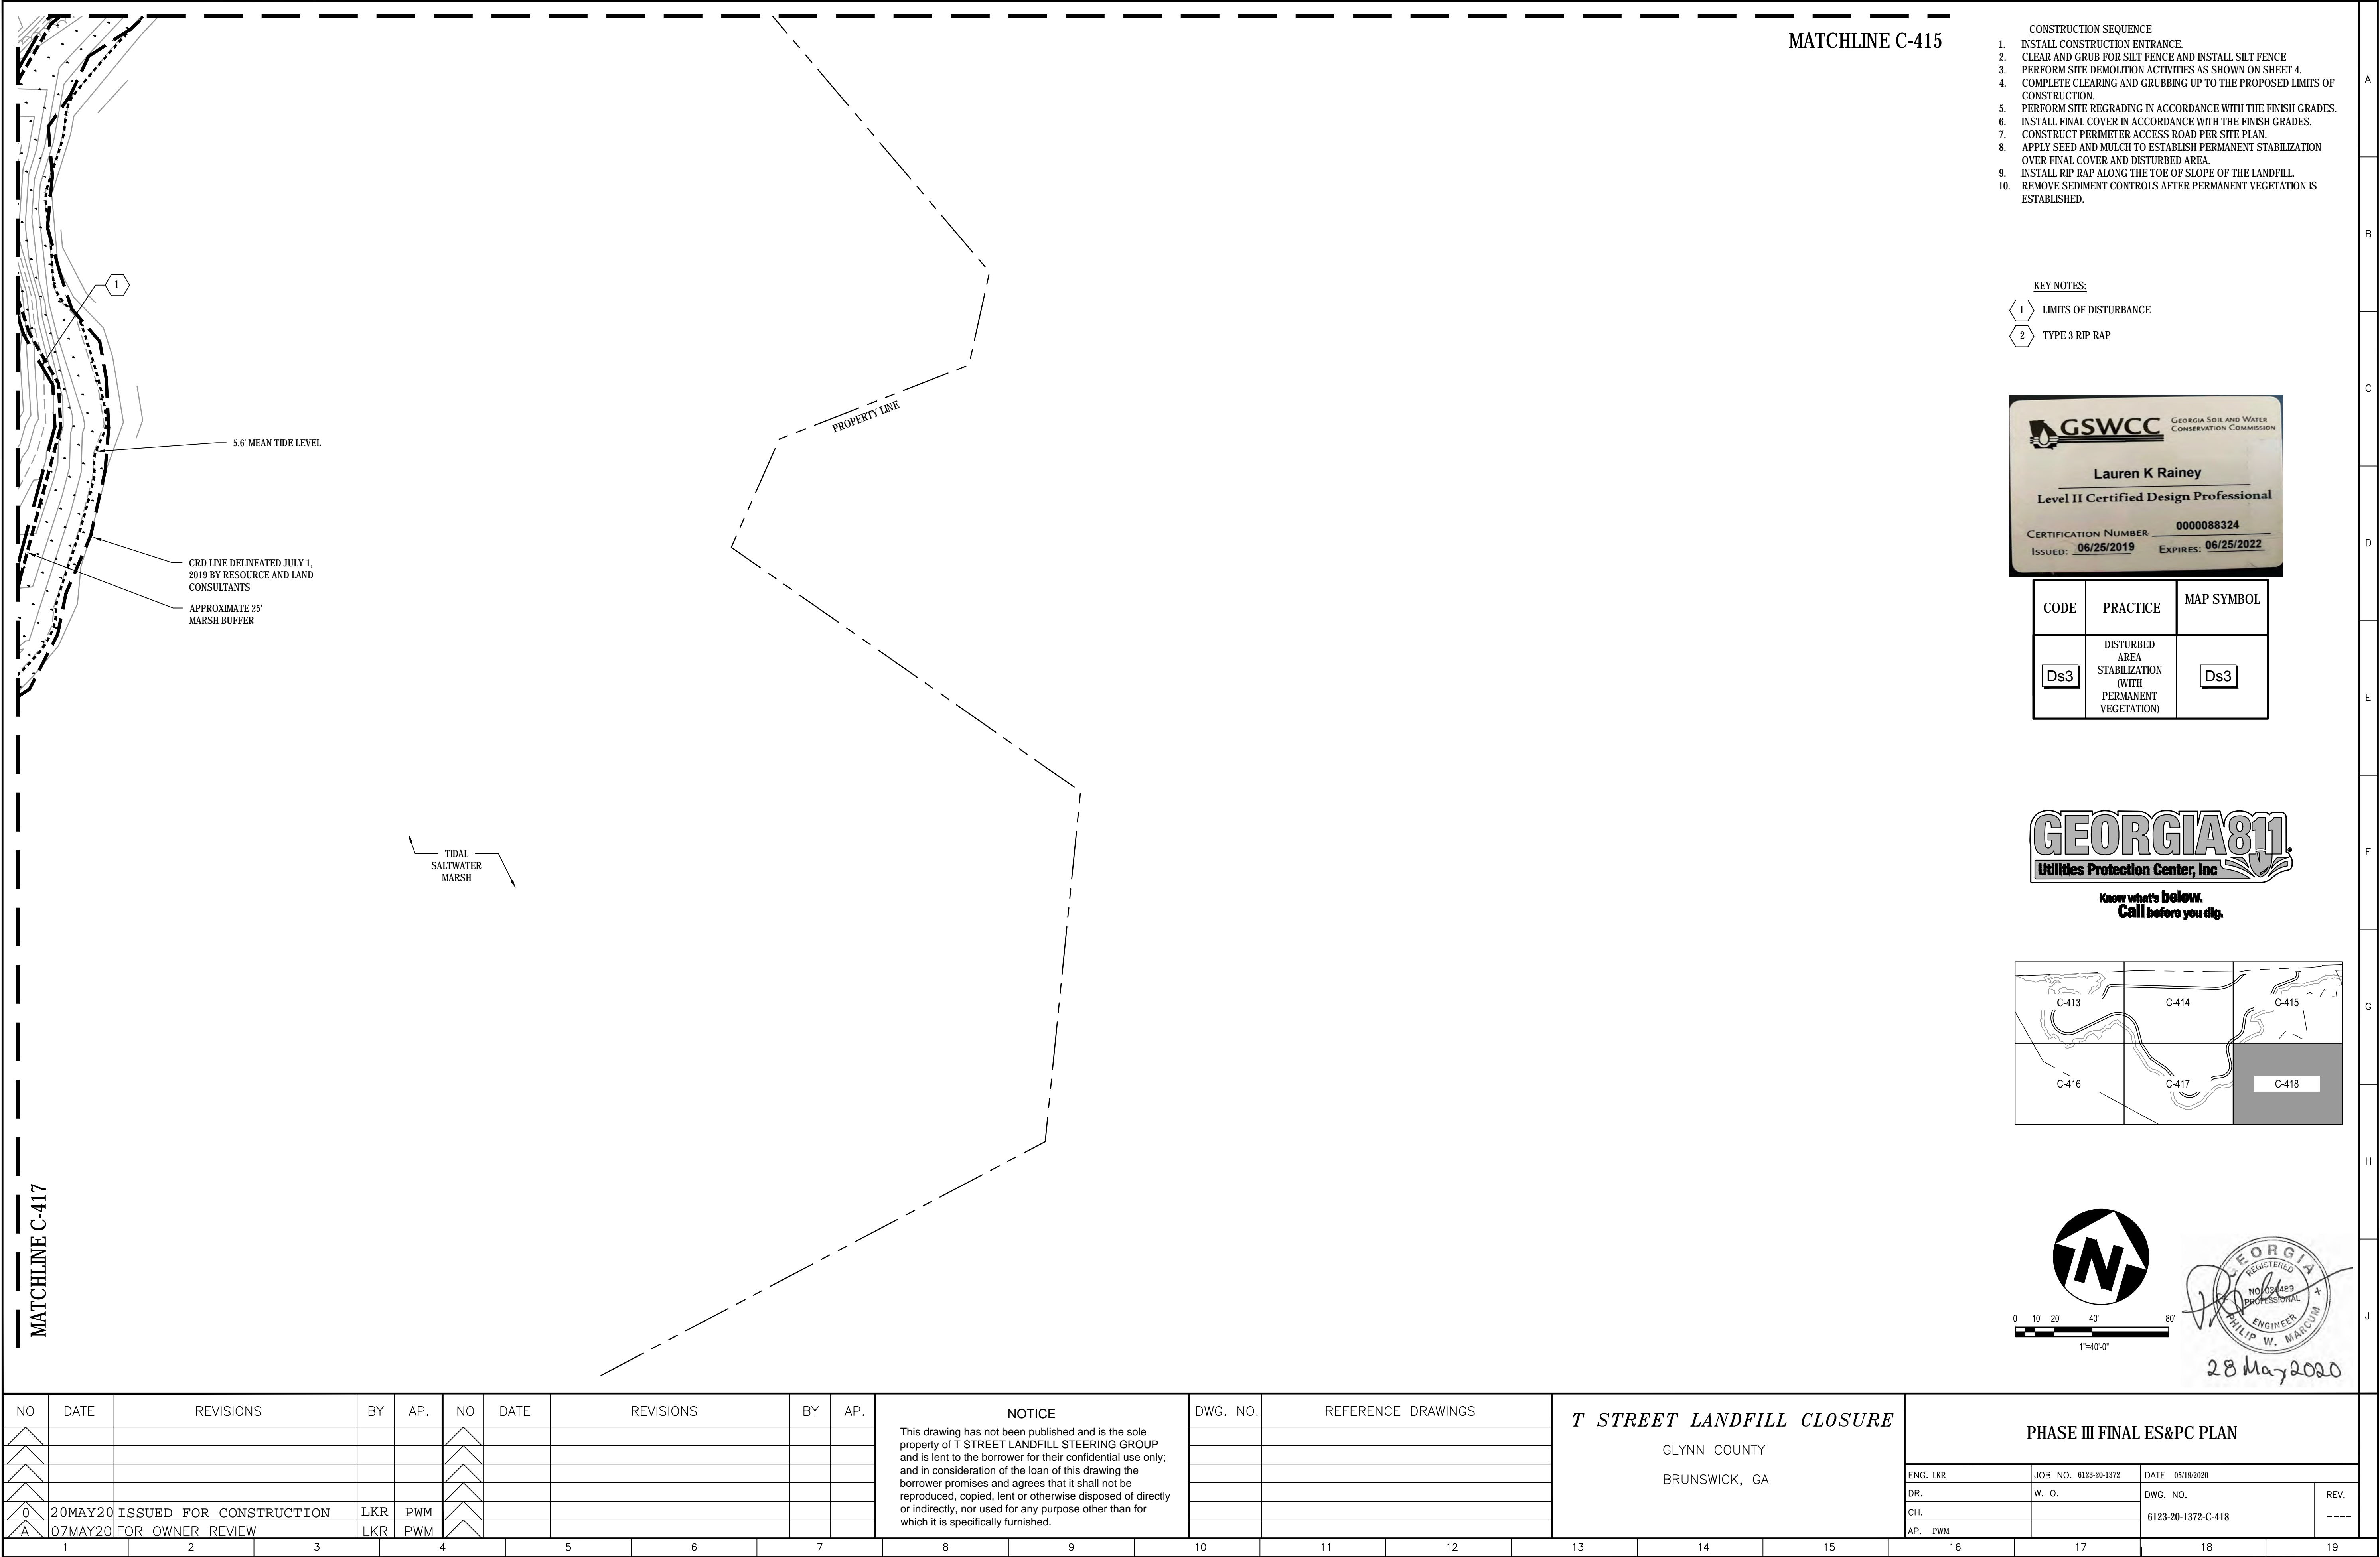 MATCHLINE C-415
CONSTRUCTION SEQUENCE
1. INSTALL CONSTRUCTION ENTRANCE.
2. CLEAR AND GRUB FOR SILT FENCE AND INSTALL SILT FENCE
3. PERFORM SITE DEMOLITION ACTIVITIES AS SHOWN ON SHEET 4.
4. COMPLETE CLEARING AND GRUBBING UP TO THE PROPOSED LIMITS OF
CONSTRUCTION.
5. PERFORM SITE REGRADING IN ACCORDANCE WITH THE FINISH GRADES.
6. INSTALL FINAL COVER IN ACCORDANCE WITH THE FINISH GRADES.
7. CONSTRUCT PERIMETER ACCESS ROAD PER SITE PLAN.
8. APPLY SEED AND MULCH TO ESTABLISH PERMANENT STABILIZATION
OVER FINAL COVER AND DISTURBED AREA.
9. INSTALL RIP RAP ALONG THE TOE OF SLOPE OF THE LANDFILL.
10. REMOVE SEDIMENT CONTROLS AFTER PERMANENT VEGETATION IS
ESTABLISHED.
KEY NOTES:
1 LIMITS OF DISTURBANCE
2 TYPE 3 RIP RAP
1
5.6' MEAN TIDE LEVEL
CRD LINE DELINEATED JULY 1,
2019 BY RESOURCE AND LAND
CONSULTANTS
APPROXIMATE 25'
MARSH BUFFER
PROPERTY LINE
TIDAL
SALTWATER
MARSH
MATCHLINE C-417
GSWCC GEORGIA SOIL AND WATER
CONSERVATION COMMISSION
Lauren K Rainey
Level II Certified Design Professional
CERTIFICATION NUMBER 0000088324
ISSUED: 06/25/2019 EXPIRES: 06/25/2022
CODE PRACTICE MAP SYMBOL
Ds3
DISTURBED
AREA
STABILIZATION
(WITH
PERMANENT
VEGETATION)
Ds3
GEORGIA811
Utilities Protection Center, Inc
Know what's below.
Call before you dig.
C-413 C-414 C-415
C-416 C-417 C-418
N
0 10' 20' 40' 80'
1"=40'-0"
GEORGIA
REGISTERED
PROFESSIONAL
ENGINEER
PHILIP W. MARCUM
28 May 2020
A
B
C
D
E
F
G
H
J
NO DATE REVISIONS BY AP. NO DATE REVISIONS BY AP.
0 20MAY20 ISSUED FOR CONSTRUCTION LKR PWM
A 07MAY20 FOR OWNER REVIEW LKR PWM
NOTICE
This drawing has not been published and is the sole
property of T STREET LANDFILL STEERING GROUP
and is lent to the borrower for their confidential use only;
and in consideration of the loan of this drawing the
borrower promises and agrees that it shall not be
reproduced, copied, lent or otherwise disposed of directly
or indirectly, nor used for any purpose other than for
which it is specifically furnished.
DWG. NO. REFERENCE DRAWINGS
T STREET LANDFILL CLOSURE
GLYNN COUNTY
BRUNSWICK, GA
PHASE III FINAL ES&PC PLAN
ENG. LKR JOB NO. 6123-20-1372 DATE 05/19/2020
DR. W. O. DWG. NO. REV.
CH. 6123-20-1372-C-418 ----
AP. PWM
1 2 3 4 5 6 7 8 9 10 11 12 13 14 15 16 17 18 19